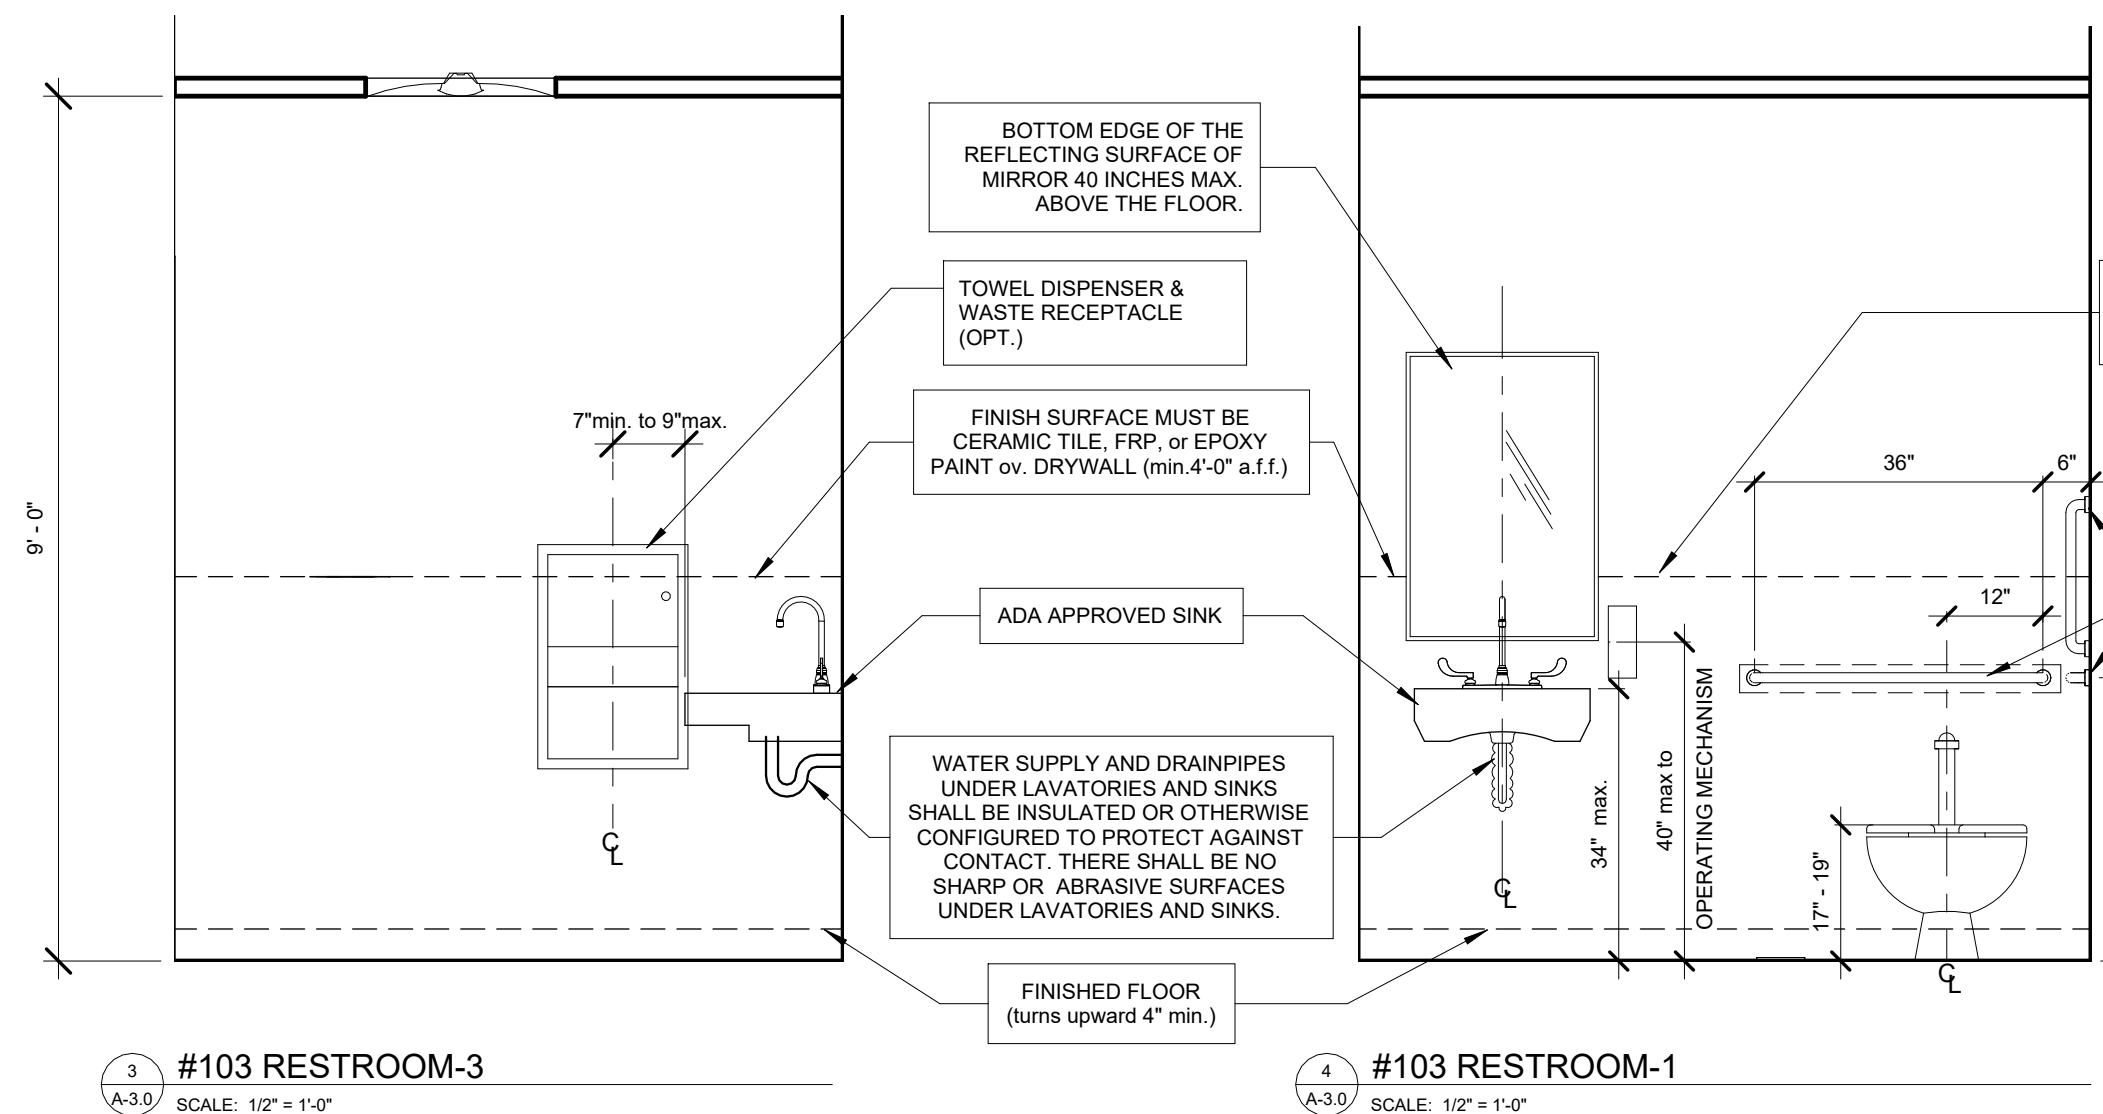 BOTTOM EDGE OF THE
REFLECTING SURFACE OF
MIRROR 40 INCHES MAX.
ABOVE THE FLOOR.
TOWEL DISPENSER &
WASTE RECEPTACLE
(OPT.)
7"min. to 9"max.
FINISH SURFACE MUST BE
CERAMIC TILE, FRP, or EPOXY
PAINT ov. DRYWALL (min.4'-0" a.f.f.)
36"
6"
9' - 0"
12"
ADA APPROVED SINK
WATER SUPPLY AND DRAINPIPES
UNDER LAVATORIES AND SINKS
SHALL BE INSULATED OR OTHERWISE
CONFIGURED TO PROTECT AGAINST
CONTACT. THERE SHALL BE NO
SHARP OR ABRASIVE SURFACES
UNDER LAVATORIES AND SINKS.
CL
CL
34" max.
40" max to
OPERATING MECHANISM
17" - 19"
CL
FINISHED FLOOR
(turns upward 4" min.)
3
A-3.0
#103 RESTROOM-3
SCALE: 1/2" = 1'-0"
4
A-3.0
#103 RESTROOM-1
SCALE: 1/2" = 1'-0"